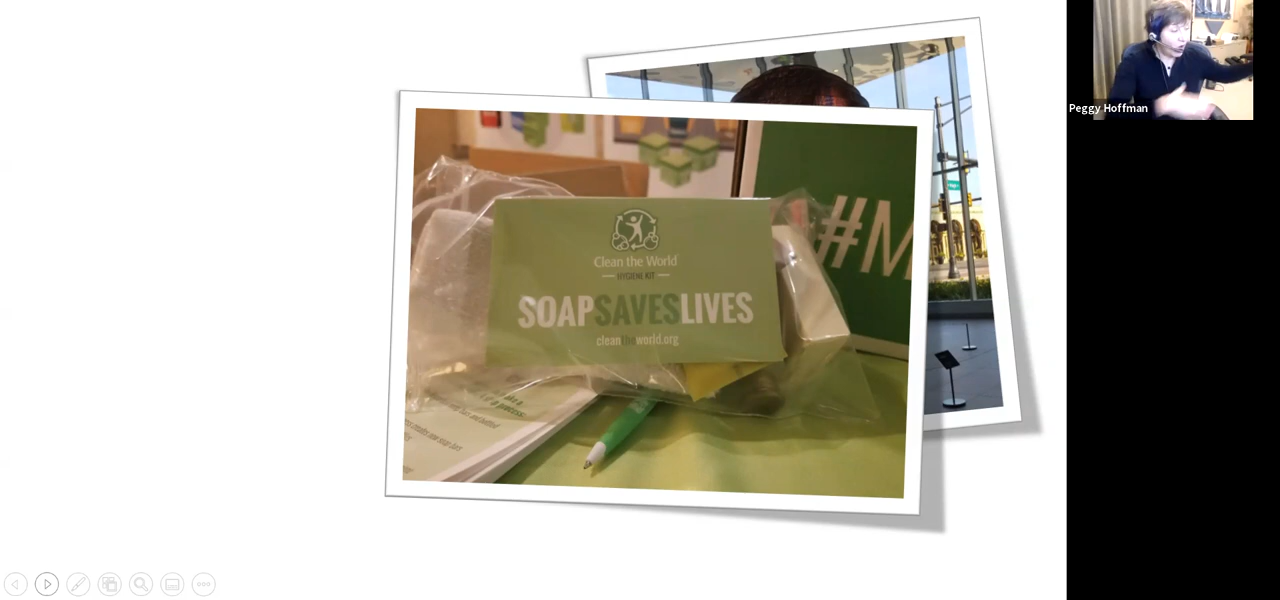 Peggy Hoffman
#M
Clean the World
HYGIENE KIT
SOAPSAVESLIVES
cleantheworld.org